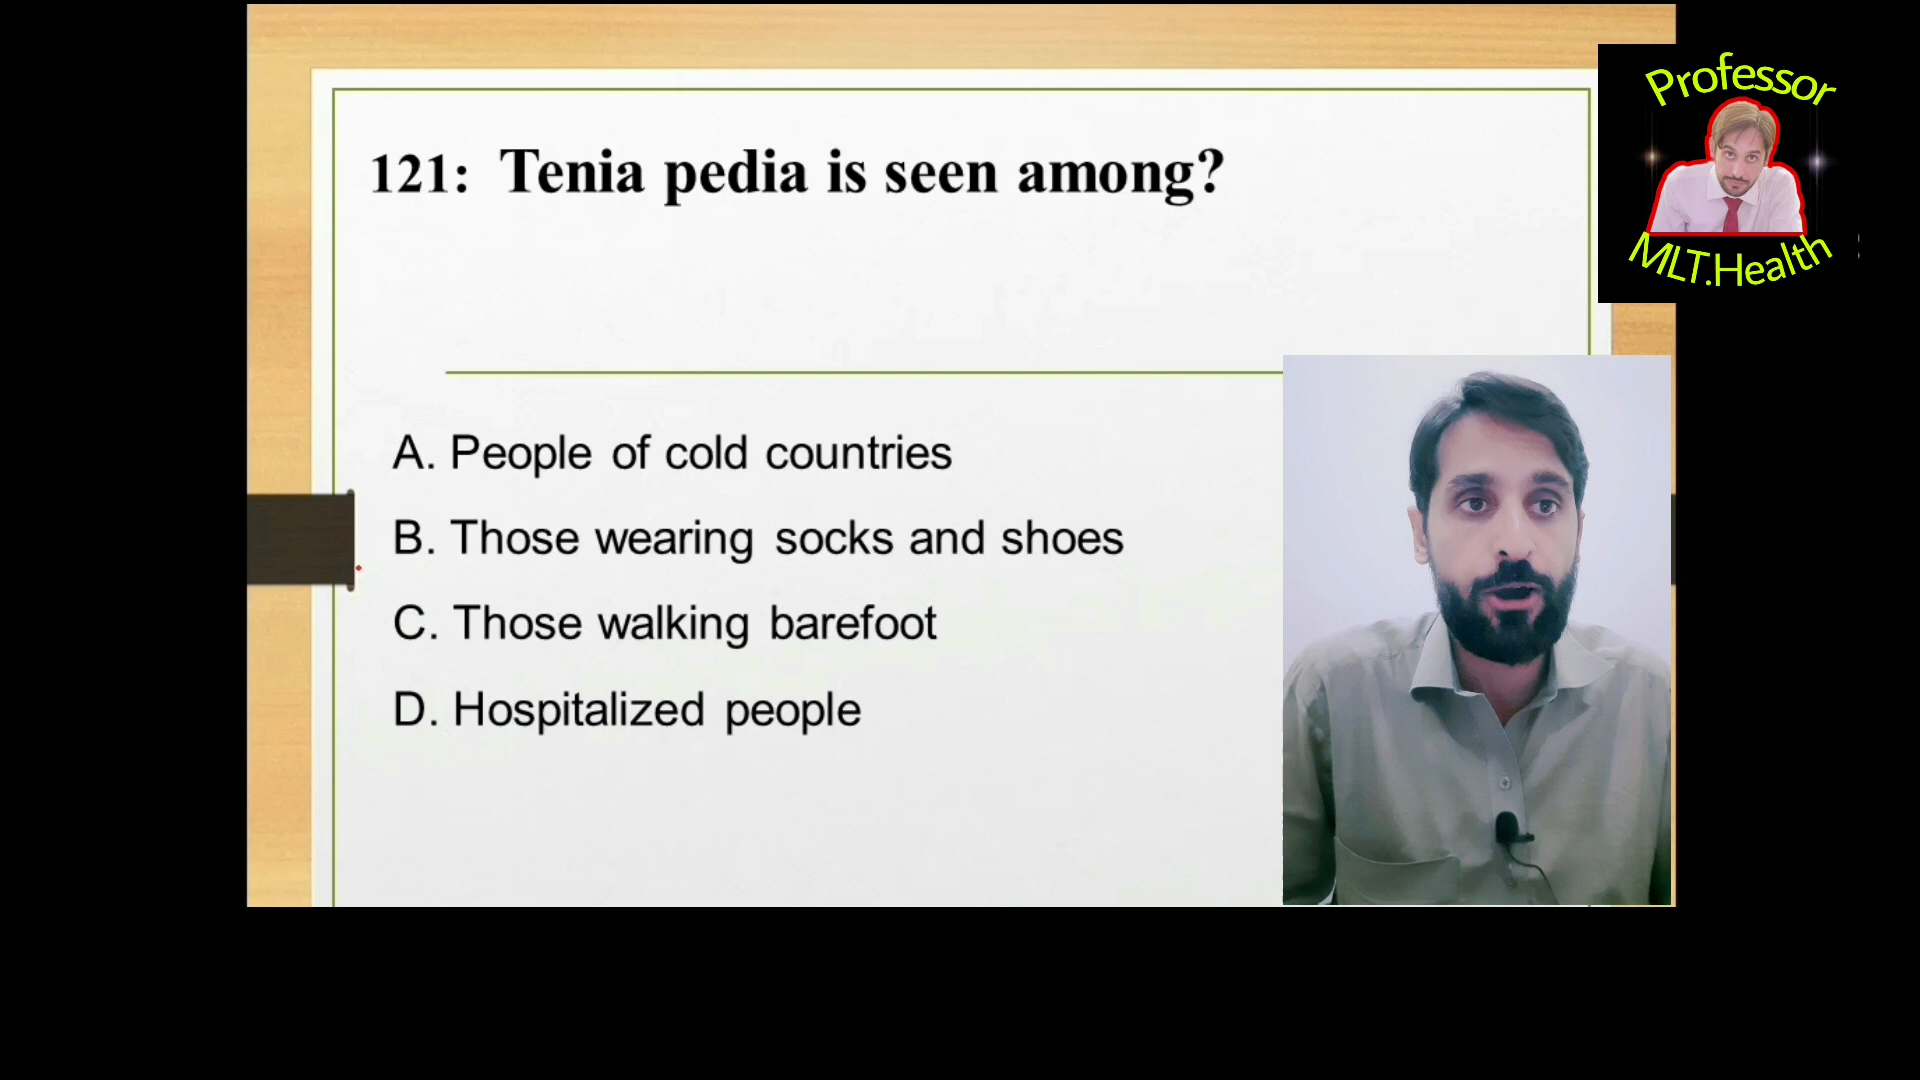 121: Tenia pedia is seen among?
A. People of cold countries
B. Those wearing socks and shoes
C. Those walking barefoot
D. Hospitalized people
Professor
MLT.Health